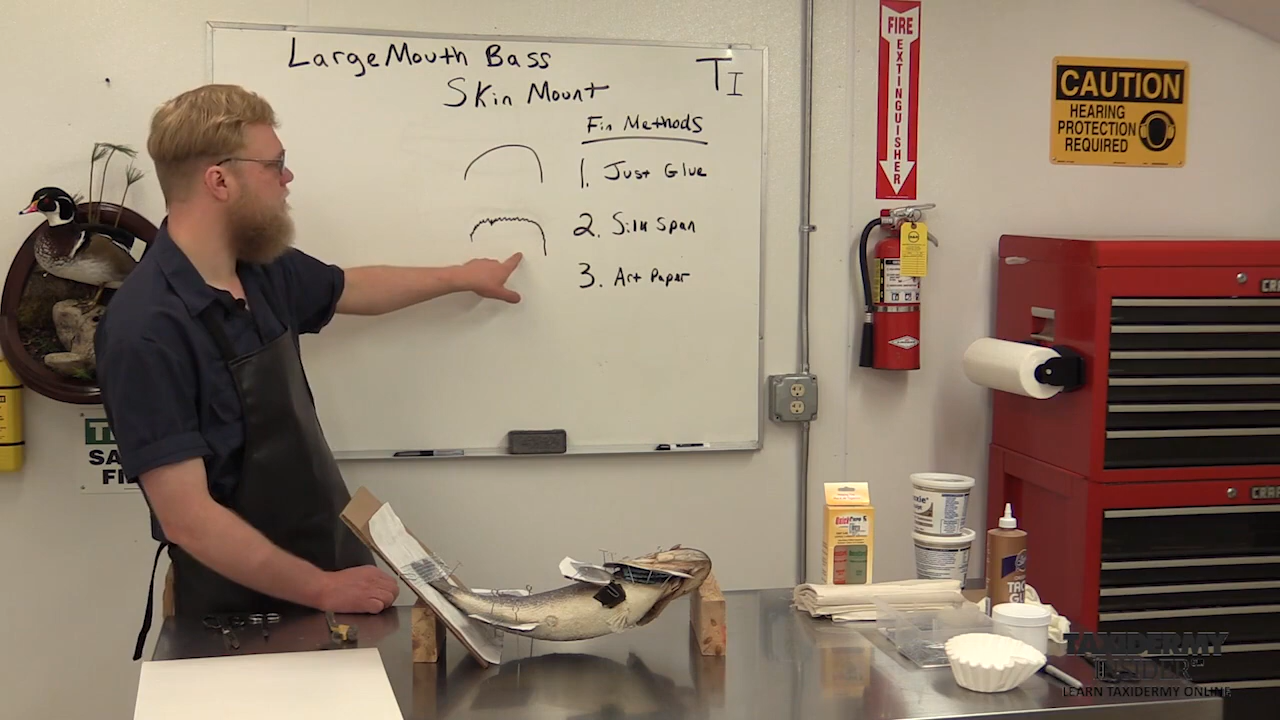 LargeMouth Bass
Skin Mount
TI
Fin Methods
1. Just Glue
2. Silk Span
3. Art Paper
FIRE
EXTINGUISHER
CAUTION
HEARING
PROTECTION
REQUIRED
TAXIDERMY
INSIDER
LEARN TAXIDERMY ONLINE